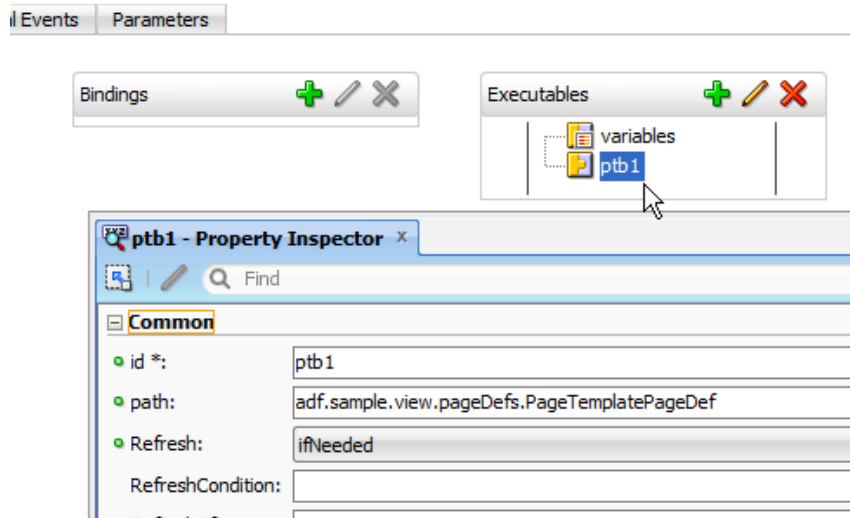 l Events Parameters
Bindings
Executables
variables
ptb1
ptb1 - Property Inspector x
Find
Common
id *: ptb1
path: adf.sample.view.pageDefs.PageTemplatePageDef
Refresh: ifNeeded
RefreshCondition: